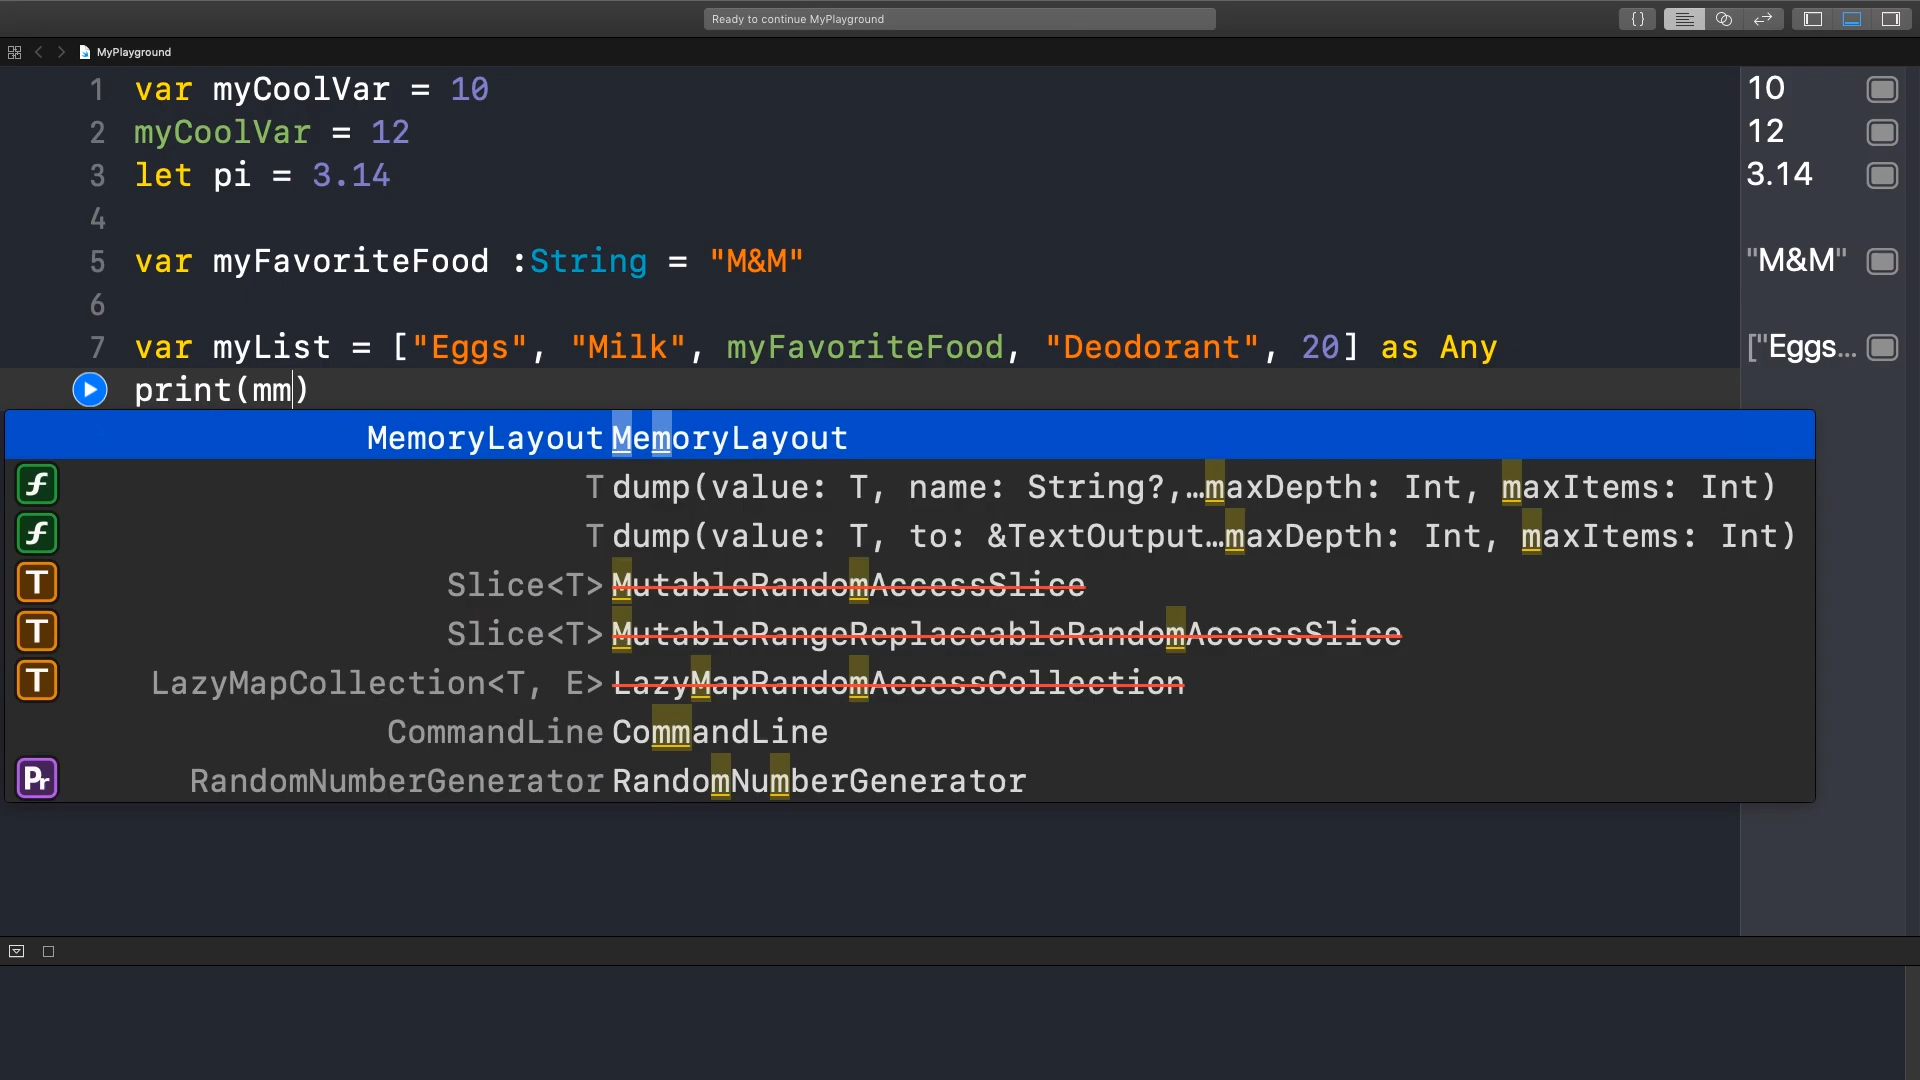 Ready to continue MyPlayground
{}
MyPlayground
1 var myCoolVar = 10 10
2 myCoolVar = 12 12
3 let pi = 3.14 3.14
4
5 var myFavoriteFood :String = "M&M" "M&M"
6
7 var myList = ["Eggs", "Milk", myFavoriteFood, "Deodorant", 20] as Any ["Eggs...
print(mm)
MemoryLayout MemoryLayout
f T dump(value: T, name: String?,…maxDepth: Int, maxItems: Int)
f T dump(value: T, to: &TextOutput…maxDepth: Int, maxItems: Int)
T Slice<T> MutableRandomAccessSlice
T Slice<T> MutableRangeReplaceableRandomAccessSlice
T LazyMapCollection<T, E> LazyMapRandomAccessCollection
CommandLine CommandLine
Pr RandomNumberGenerator RandomNumberGenerator